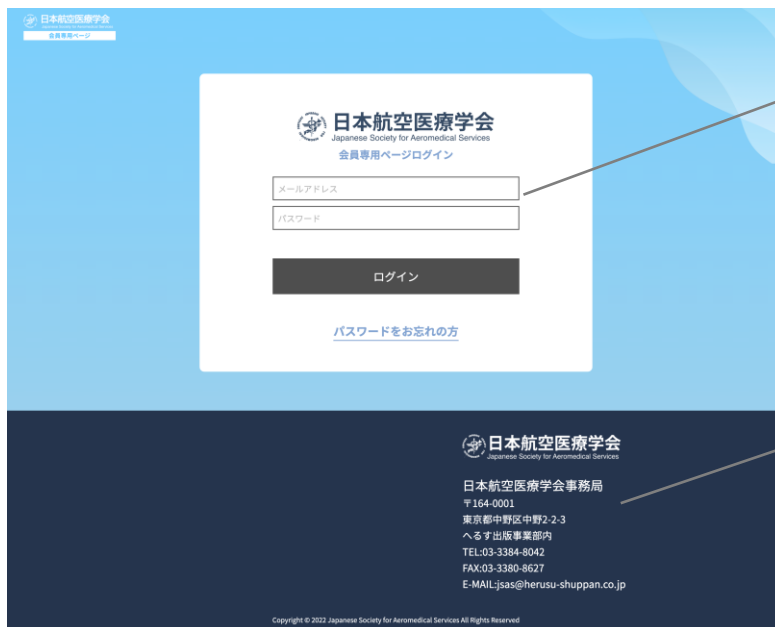 日本航空医療学会
Japanese Society for Aeromedical Services
会員専用ページ
日本航空医療学会
Japanese Society for Aeromedical Services
会員専用ページログイン
メールアドレス
パスワード
ログイン
パスワードをお忘れの方
日本航空医療学会
Japanese Society for Aeromedical Services
日本航空医療学会事務局
〒164-0001
東京都中野区中野2-2-3
へるす出版事業部内
TEL:03-3384-8042
FAX:03-3380-8627
E-MAIL:jsas@herusu-shuppan.co.jp
Copyright © 2022 Japanese Society for Aeromedical Services All Rights Reserved